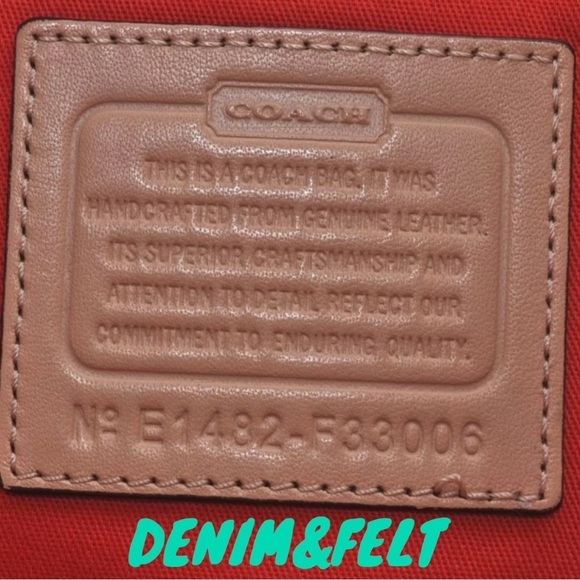 COACH
THIS IS A COACH BAG. IT WAS
HANDCRAFTED FROM GENUINE LEATHER.
ITS SUPERIOR CRAFTSMANSHIP AND
ATTENTION TO DETAIL REFLECT OUR
COMMITMENT TO ENDURING QUALITY.
Nº E1482-F33006
DENIM&FELT